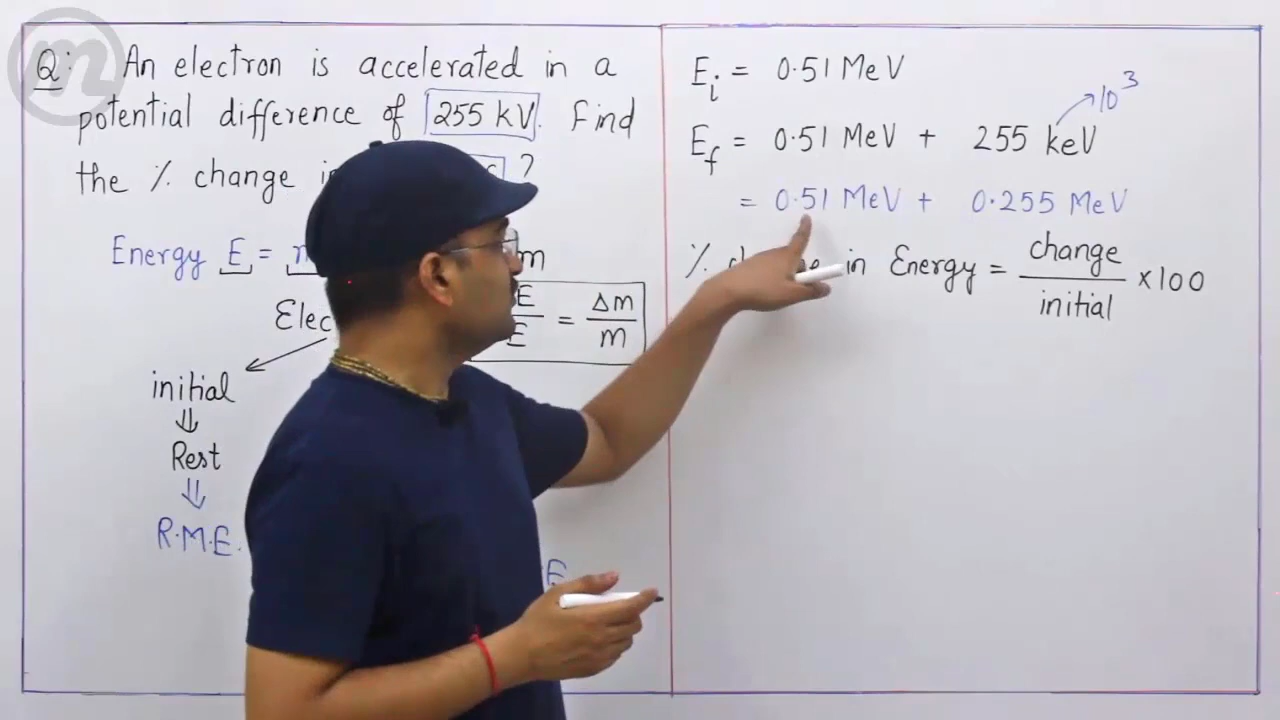 Q: An electron is accelerated in a
potential difference of 255 kV. Find
the % change ?
Energy E =
Elec
initial
⇓
Rest
⇓
R.M.E.
m
E/E = Δm/m
E_i = 0.51 MeV
E_f = 0.51 MeV + 255 keV → 10³
= 0.51 MeV + 0.255 MeV
% in Energy = change/initial × 100